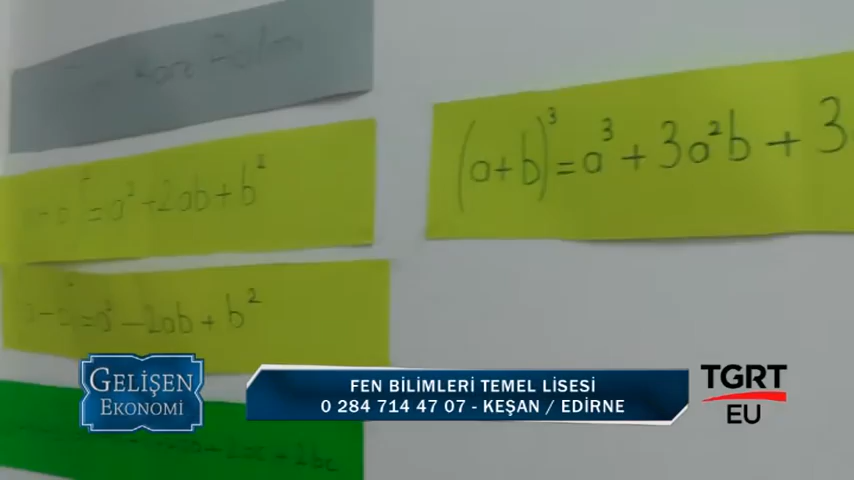 (a+b)³=a³+3a²b+3
=a²+2ab+b²
=a²-2ab+b²
+2bc
GELİŞEN
EKONOMİ
FEN BİLİMLERİ TEMEL LİSESİ
0 284 714 47 07 - KEŞAN / EDİRNE
TGRT
EU